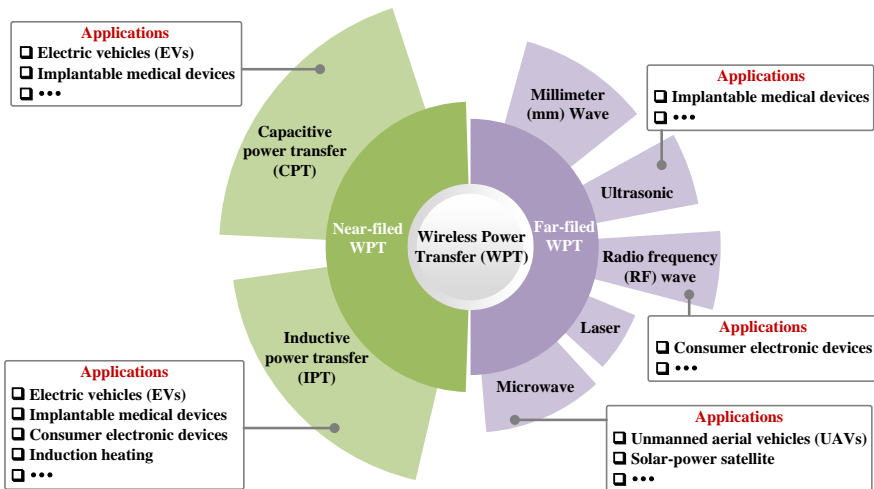 Applications
❑ Electric vehicles (EVs)
❑ Implantable medical devices
❑ •••
Capacitive
power transfer
(CPT)
Near-filed
WPT
Inductive
power transfer
(IPT)
Applications
❑ Electric vehicles (EVs)
❑ Implantable medical devices
❑ Consumer electronic devices
❑ Induction heating
❑ •••
Wireless Power
Transfer (WPT)
Far-filed
WPT
Millimeter
(mm) Wave
Applications
❑ Implantable medical devices
❑ •••
Ultrasonic
Radio frequency
(RF) wave
Applications
❑ Consumer electronic devices
❑ •••
Laser
Microwave
Applications
❑ Unmanned aerial vehicles (UAVs)
❑ Solar-power satellite
❑ •••